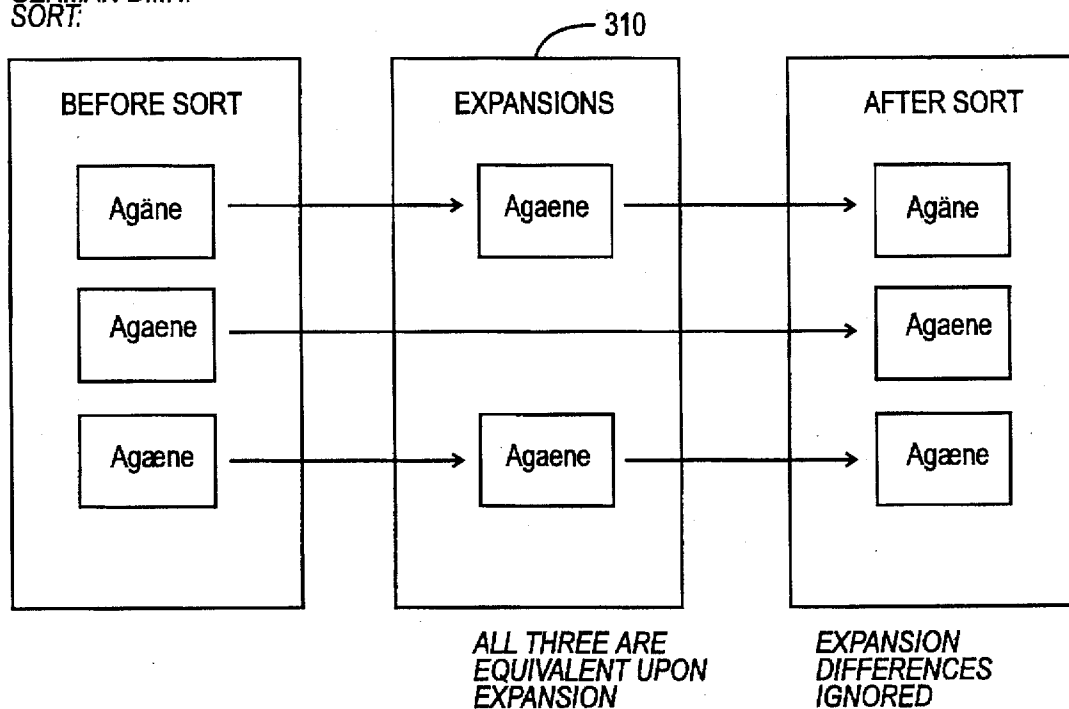 SORT:
310
BEFORE SORT
EXPANSIONS
AFTER SORT
Agäne
Agaene
Agäne
Agaene
Agaene
Agæne
Agaene
Agæne
ALL THREE ARE
EQUIVALENT UPON
EXPANSION
EXPANSION
DIFFERENCES
IGNORED